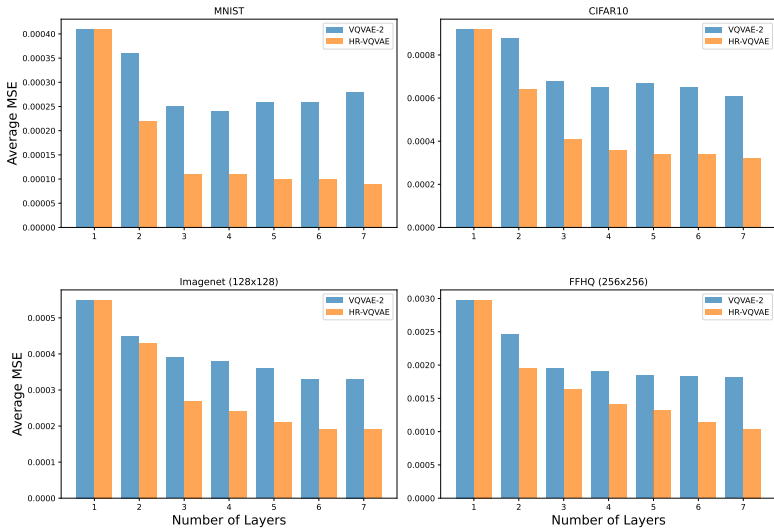 MNIST
Average MSE
0.00040
0.00035
0.00030
0.00025
0.00020
0.00015
0.00010
0.00005
0.00000
VQVAE-2
HR-VQVAE
1 2 3 4 5 6 7
CIFAR10
0.0008
0.0006
0.0004
0.0002
0.0000
VQVAE-2
HR-VQVAE
1 2 3 4 5 6 7
Imagenet (128x128)
Average MSE
0.0005
0.0004
0.0003
0.0002
0.0001
0.0000
VQVAE-2
HR-VQVAE
1 2 3 4 5 6 7
Number of Layers
FFHQ (256x256)
0.0030
0.0025
0.0020
0.0015
0.0010
0.0005
0.0000
VQVAE-2
HR-VQVAE
1 2 3 4 5 6 7
Number of Layers